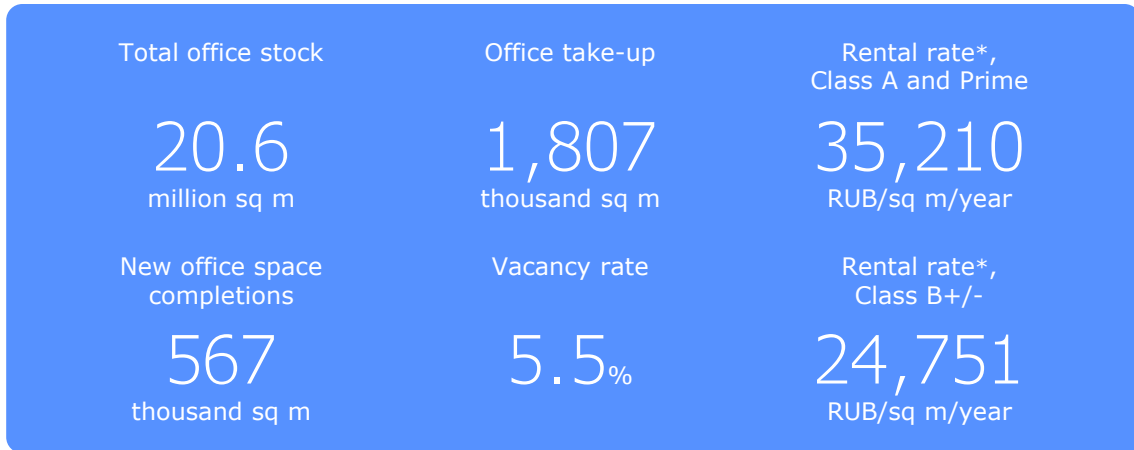 Total office stock
20.6
million sq m
Office take-up
1,807
thousand sq m
Rental rate*,
Class A and Prime
35,210
RUB/sq m/year
New office space
completions
567
thousand sq m
Vacancy rate
5.5%
Rental rate*,
Class B+/-
24,751
RUB/sq m/year